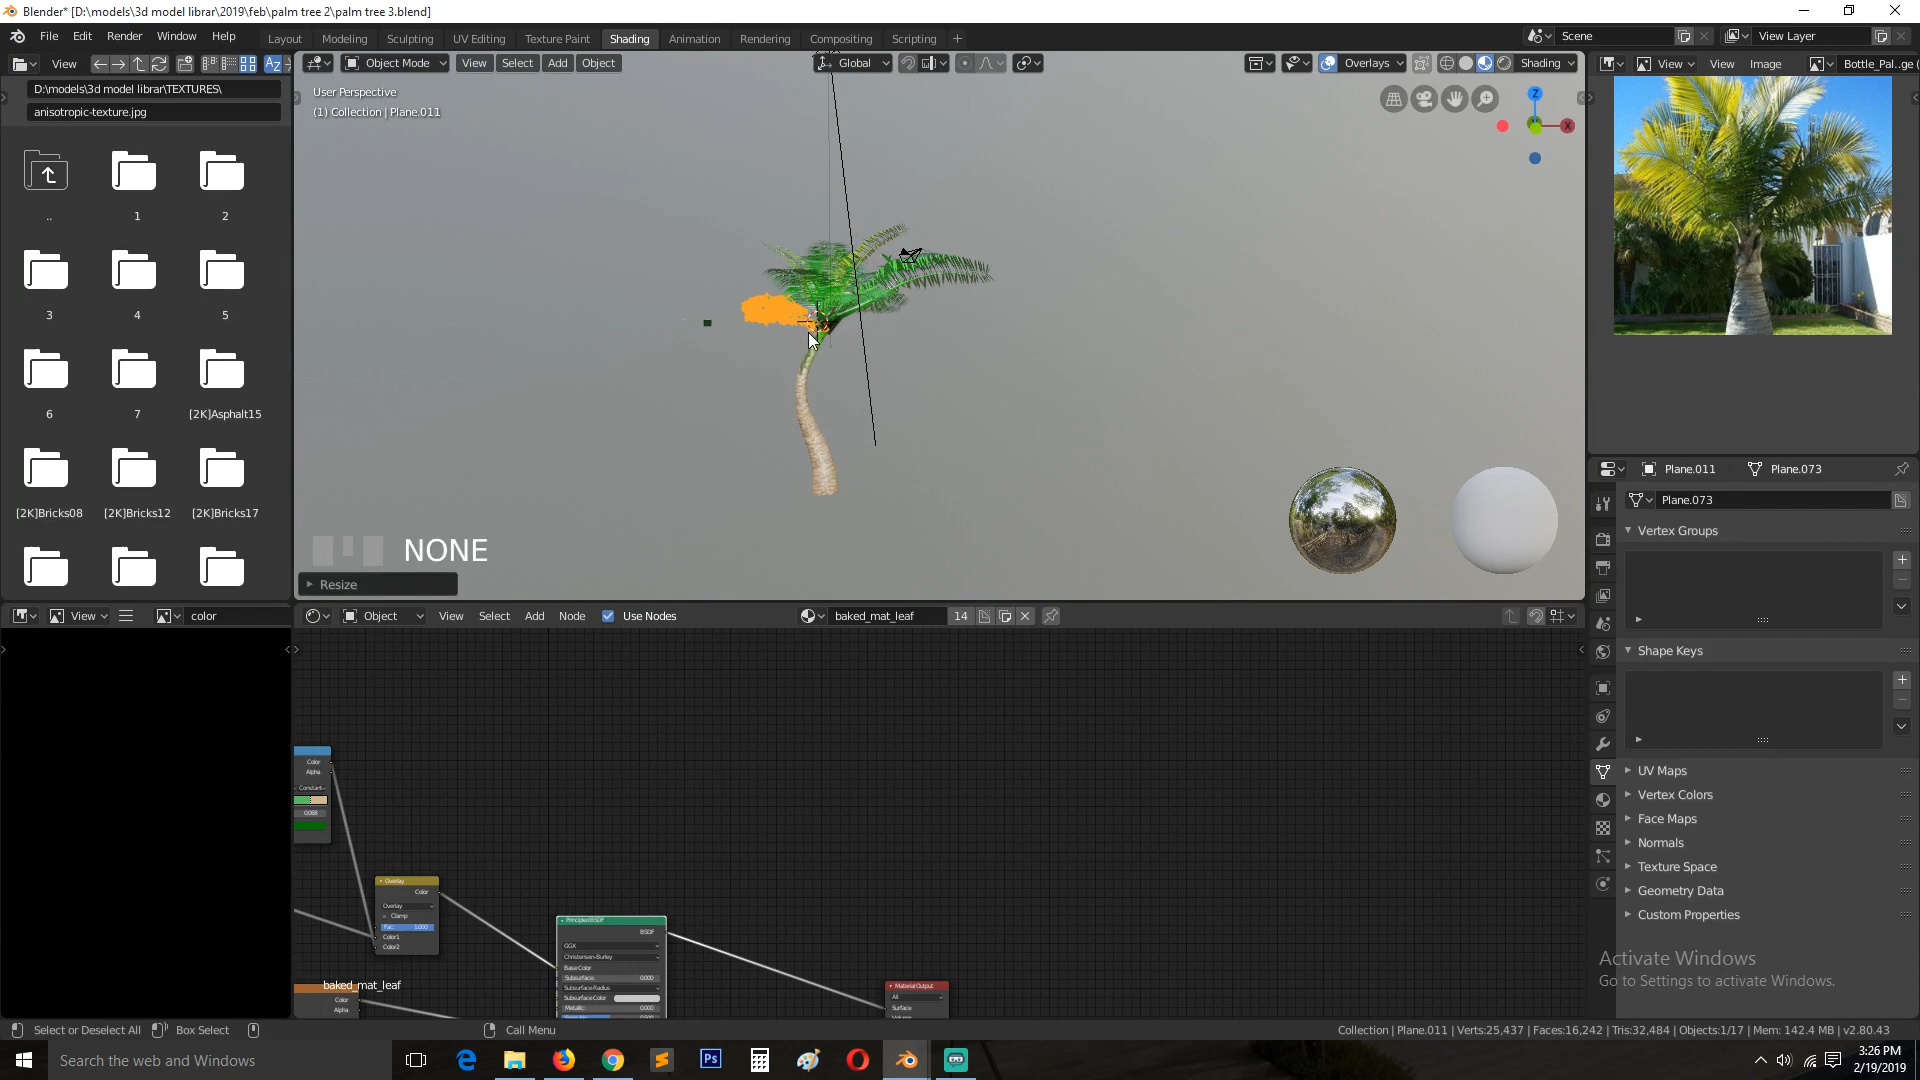 Blender* [D:\models\3d model librar\2019\feb\palm tree 2\palm tree 3.blend]
File Edit Render Window Help
Layout Modeling Sculpting UV Editing Texture Paint Shading Animation Rendering Compositing Scripting +
Scene
View Layer
View
Object Mode View Select Add Object
Global
Overlays
Shading
View View Image
Bottle_Pal..ge (
D:\models\3d model librar\TEXTURES\
anisotropic-texture.jpg
User Perspective
(1) Collection | Plane.011
Z
X
..
1
2
3
4
5
6
7
[2K]Asphalt15
[2K]Bricks08
[2K]Bricks12
[2K]Bricks17
NONE
Resize
Plane.011
Plane.073
Plane.073
Vertex Groups
Shape Keys
UV Maps
Vertex Colors
Face Maps
Normals
Texture Space
Geometry Data
Custom Properties
View
color
Object View Select Add Node Use Nodes
baked_mat_leaf
14
Color
Alpha
Constant
0.068
Overlay
Color
Overlay
Clamp
Fac: 1.000
Color1
Color2
Principled BSDF
BSDF
GGX
Christensen-Burley
Base Color
Subsurface: 0.000
Subsurface Radius
Subsurface Color
Metallic: 0.000
Material Output
All
Surface
baked_mat_leaf
Color
Alpha
Activate Windows
Go to Settings to activate Windows.
Select or Deselect All
Box Select
Call Menu
Collection | Plane.011 | Verts:25,437 | Faces:16,242 | Tris:32,484 | Objects:1/17 | Mem: 142.4 MB | v2.80.43
Search the web and Windows
3:26 PM
2/19/2019